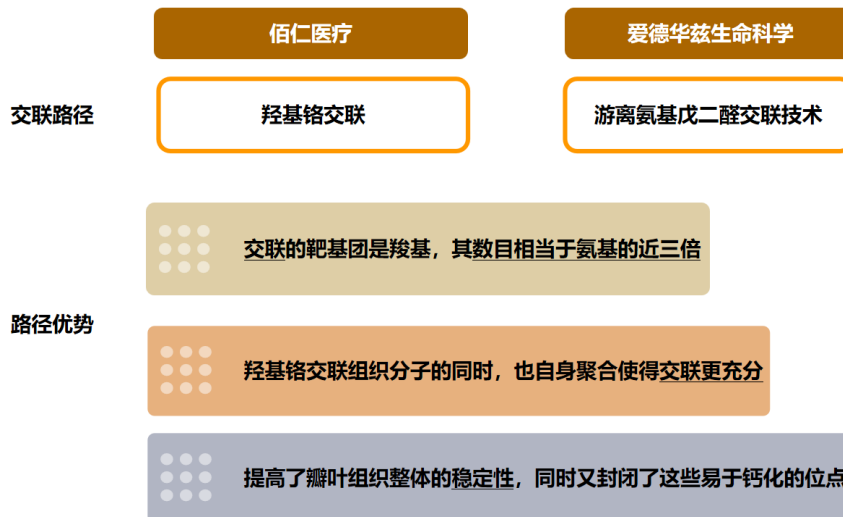 佰仁医疗
爱德华兹生命科学
交联路径
羟基铬交联
游离氨基戊二醛交联技术
交联的靶基团是羧基，其数目相当于氨基的近三倍
路径优势
羟基铬交联组织分子的同时，也自身聚合使得交联更充分
提高了瓣叶组织整体的稳定性，同时又封闭了这些易于钙化的位点